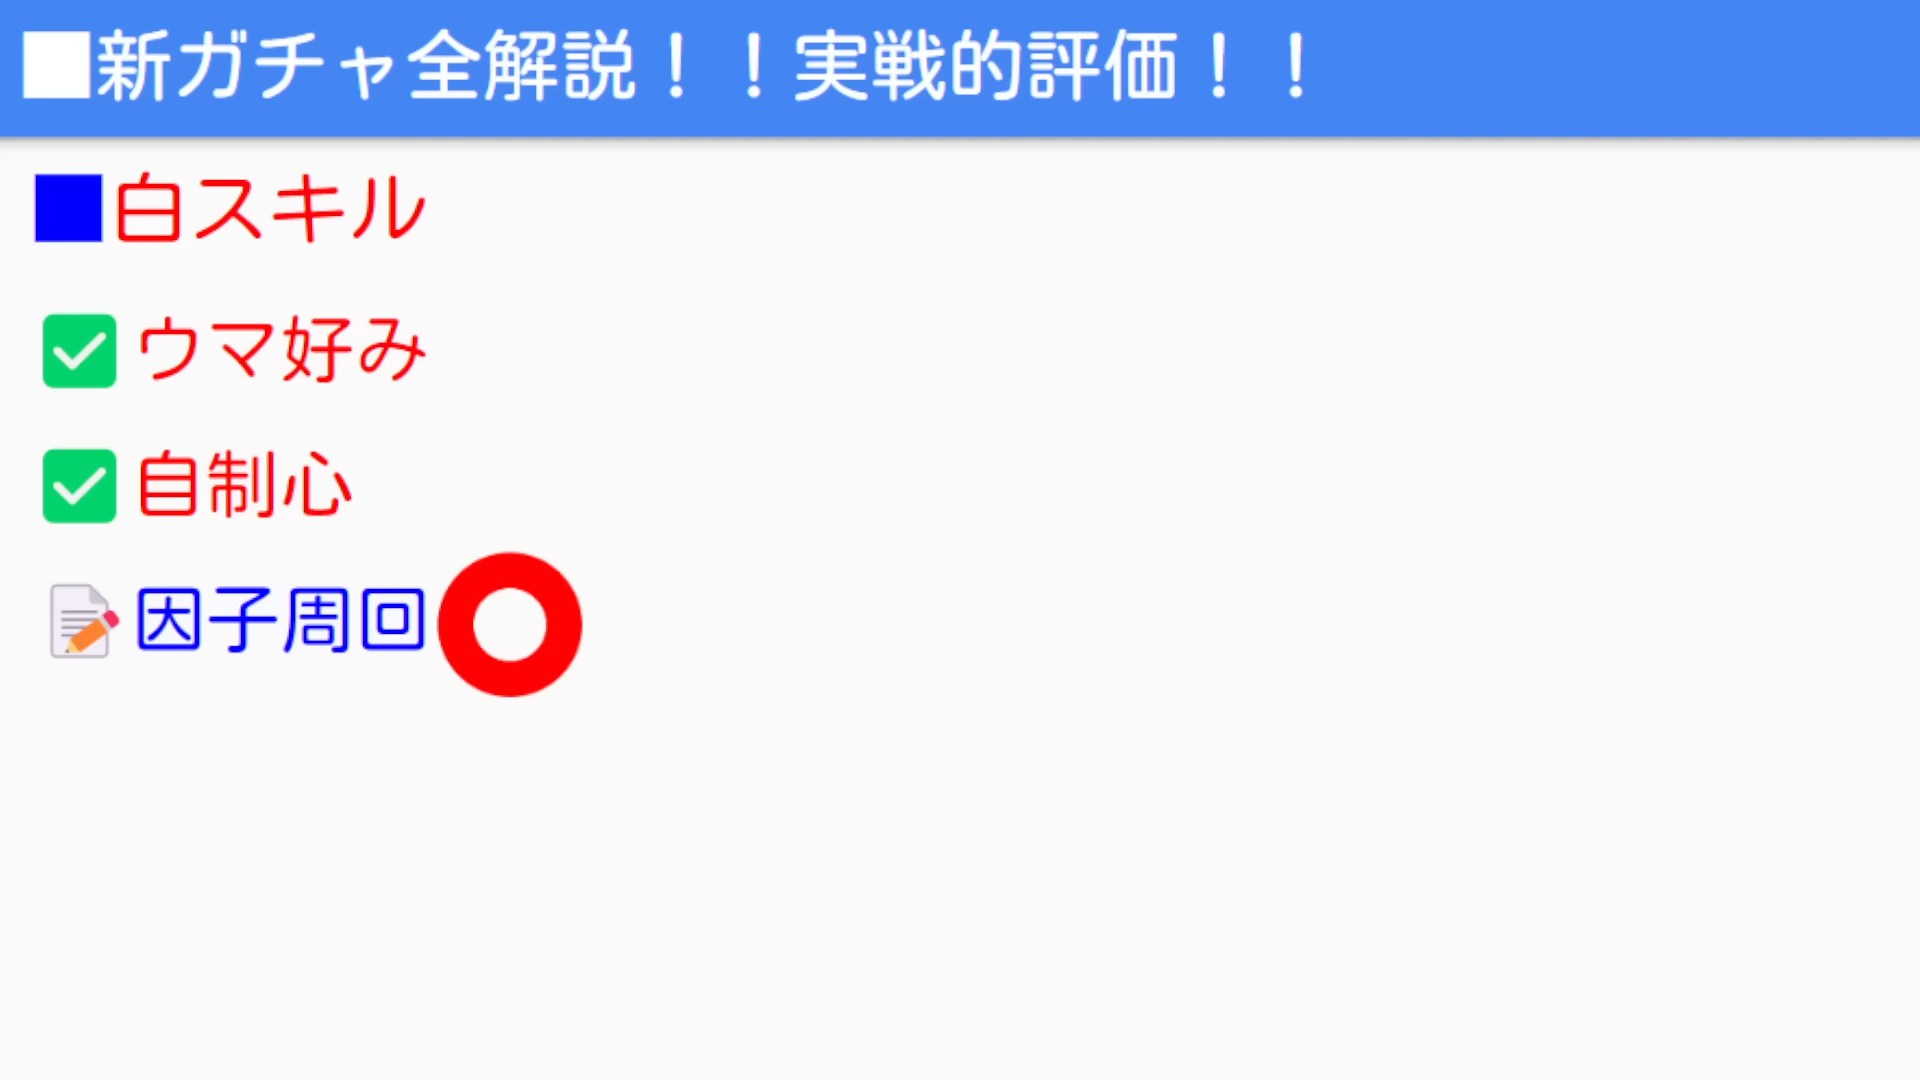 ■新ガチャ全解説！！実戦的評価！！
■白スキル
✅ウマ好み
✅自制心
📝因子周回⭕